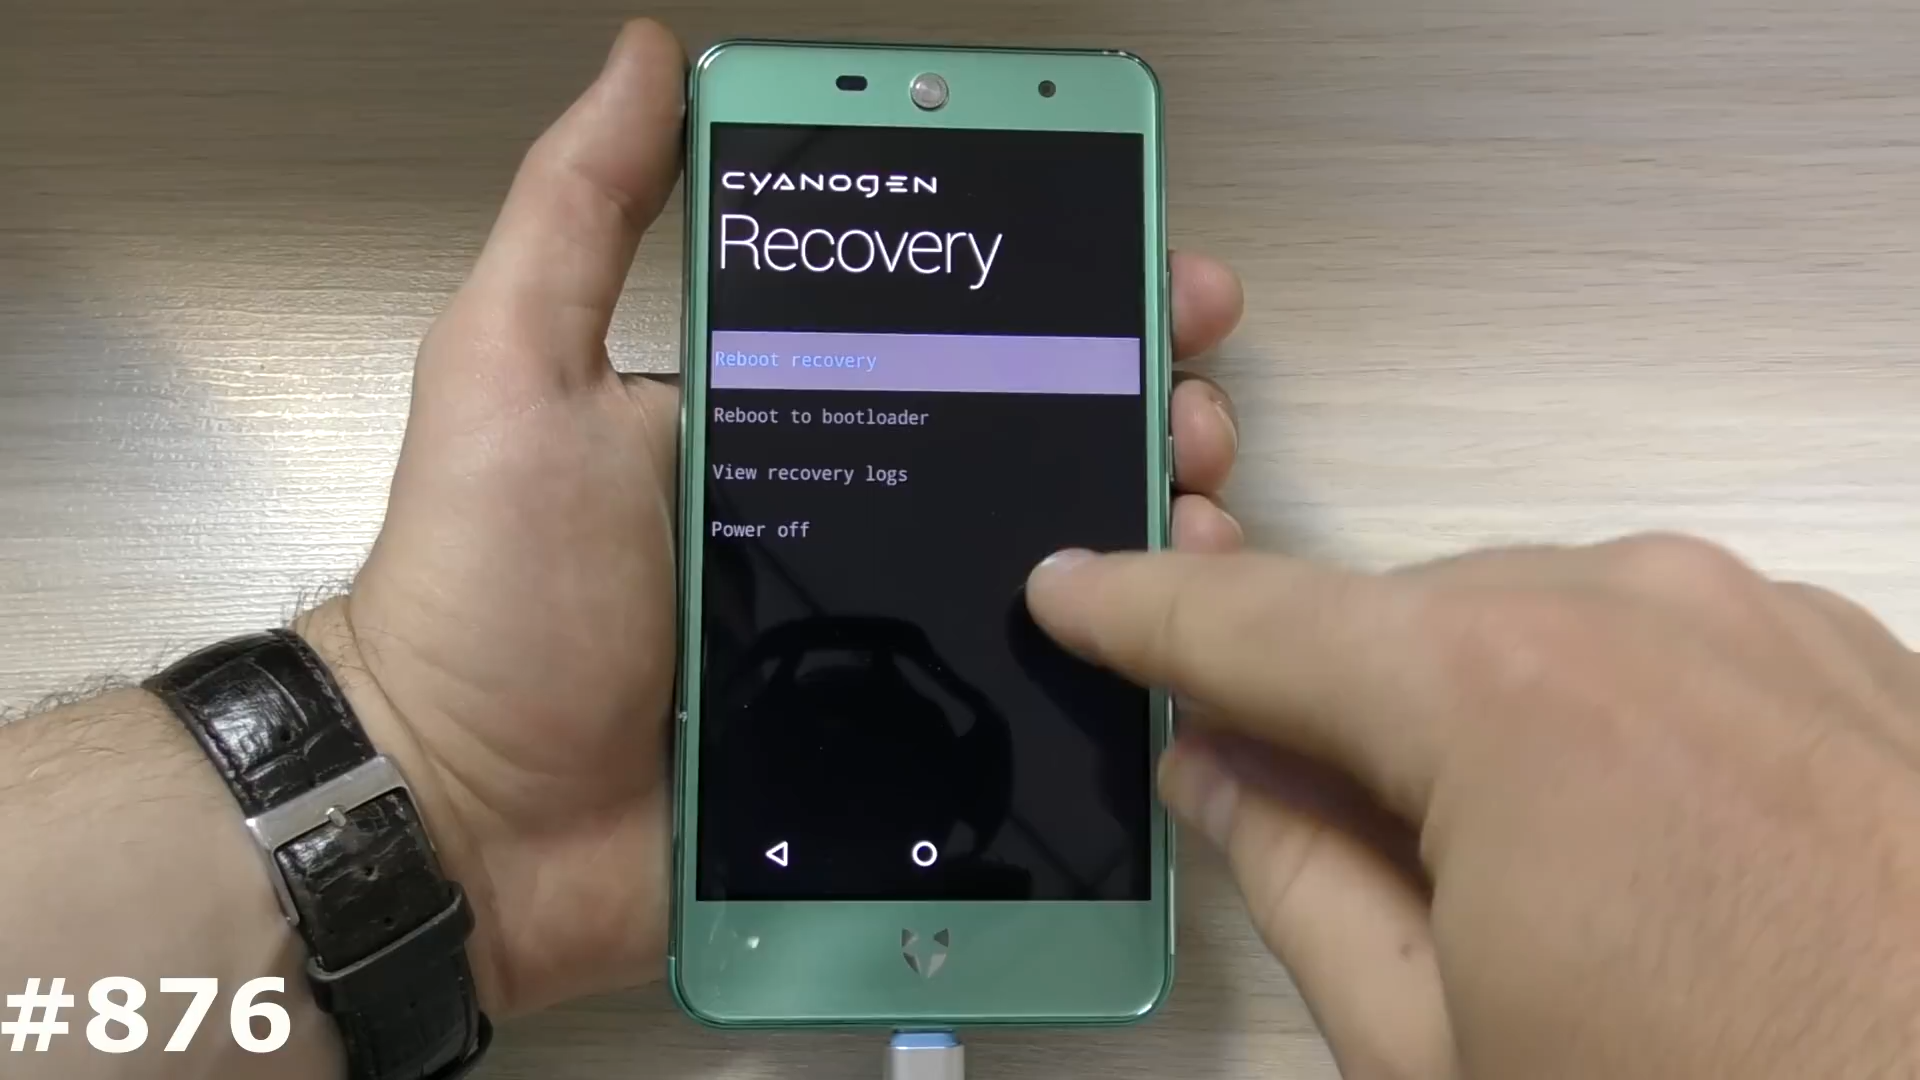 CYANOGEN
Recovery
Reboot recovery
Reboot to bootloader
View recovery logs
Power off
#876